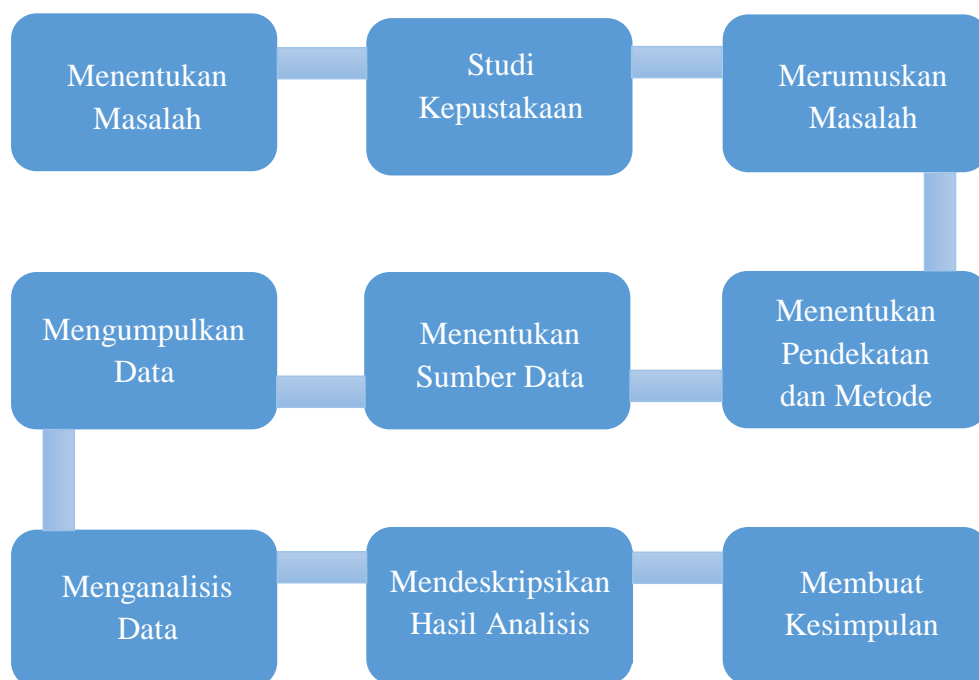 Menentukan
Masalah
Studi
Kepustakaan
Merumuskan
Masalah
Menentukan
Pendekatan
dan Metode
Menentukan
Sumber Data
Mengumpulkan
Data
Menganalisis
Data
Mendeskripsikan
Hasil Analisis
Membuat
Kesimpulan